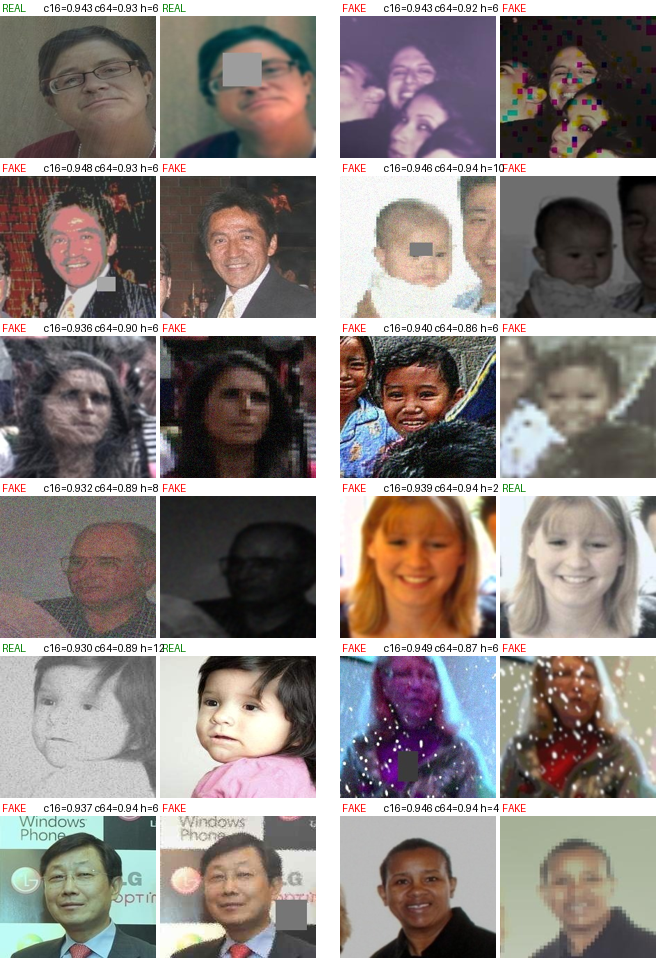 REAL c16=0.943 c64=0.93 h=6 REAL FAKE c16=0.943 c64=0.92 h=6 FAKE
FAKE c16=0.948 c64=0.93 h=6 FAKE FAKE c16=0.946 c64=0.94 h=10 FAKE
FAKE c16=0.936 c64=0.90 h=6 FAKE FAKE c16=0.940 c64=0.86 h=6 FAKE
FAKE c16=0.932 c64=0.89 h=8 FAKE FAKE c16=0.939 c64=0.94 h=2 REAL
REAL c16=0.930 c64=0.89 h=12 REAL FAKE c16=0.949 c64=0.87 h=6 FAKE
FAKE c16=0.937 c64=0.94 h=6 FAKE FAKE c16=0.946 c64=0.94 h=4 FAKE
Windows Windows
Phone Phone
LG LG